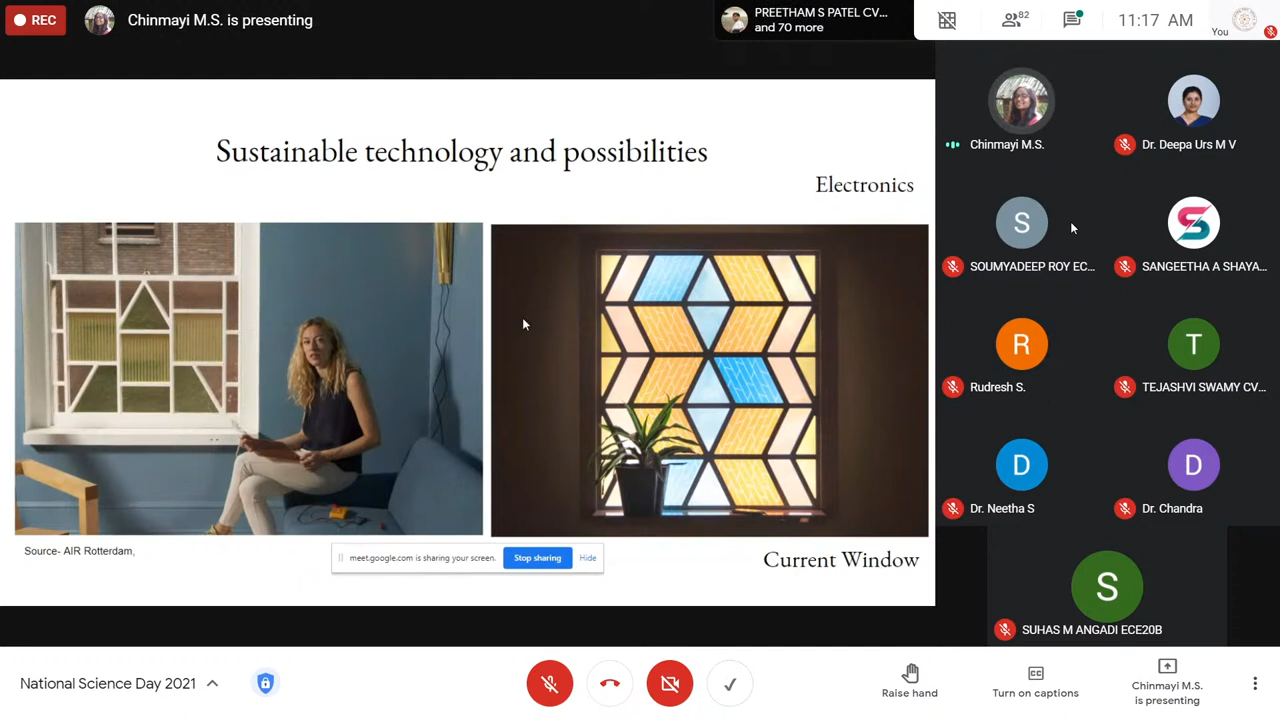 REC
Chinmayi M.S. is presenting
PREETHAM S PATEL CV...
and 70 more
82
11:17 AM
You
Sustainable technology and possibilities
Electronics
Source- AIR Rotterdam,
meet.google.com is sharing your screen.
Stop sharing
Hide
Current Window
Chinmayi M.S.
Dr. Deepa Urs M V
S
SOUMYADEEP ROY EC...
SANGEETHA A SHAYA...
R
Rudresh S.
T
TEJASHVI SWAMY CV...
D
Dr. Neetha S
D
Dr. Chandra
S
SUHAS M ANGADI ECE20B
National Science Day 2021
Raise hand
CC
Turn on captions
Chinmayi M.S.
is presenting